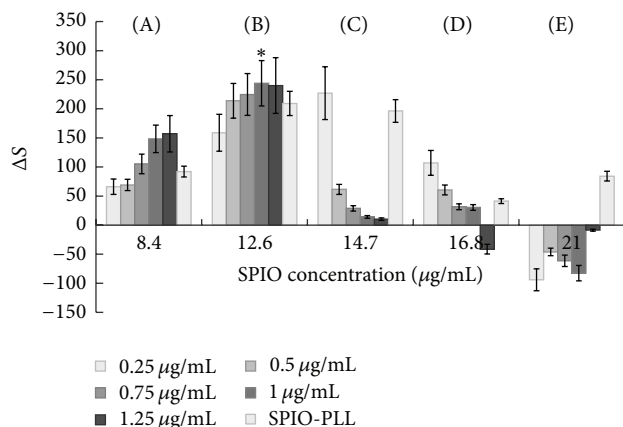 (A) (B) (C) (D) (E)
350
300
250
200
150
100
50
0
−50
−100
−150
ΔS
*
8.4 12.6 14.7 16.8 21
SPIO concentration (μg/mL)
0.25 μg/mL 0.5 μg/mL
0.75 μg/mL 1 μg/mL
1.25 μg/mL SPIO-PLL